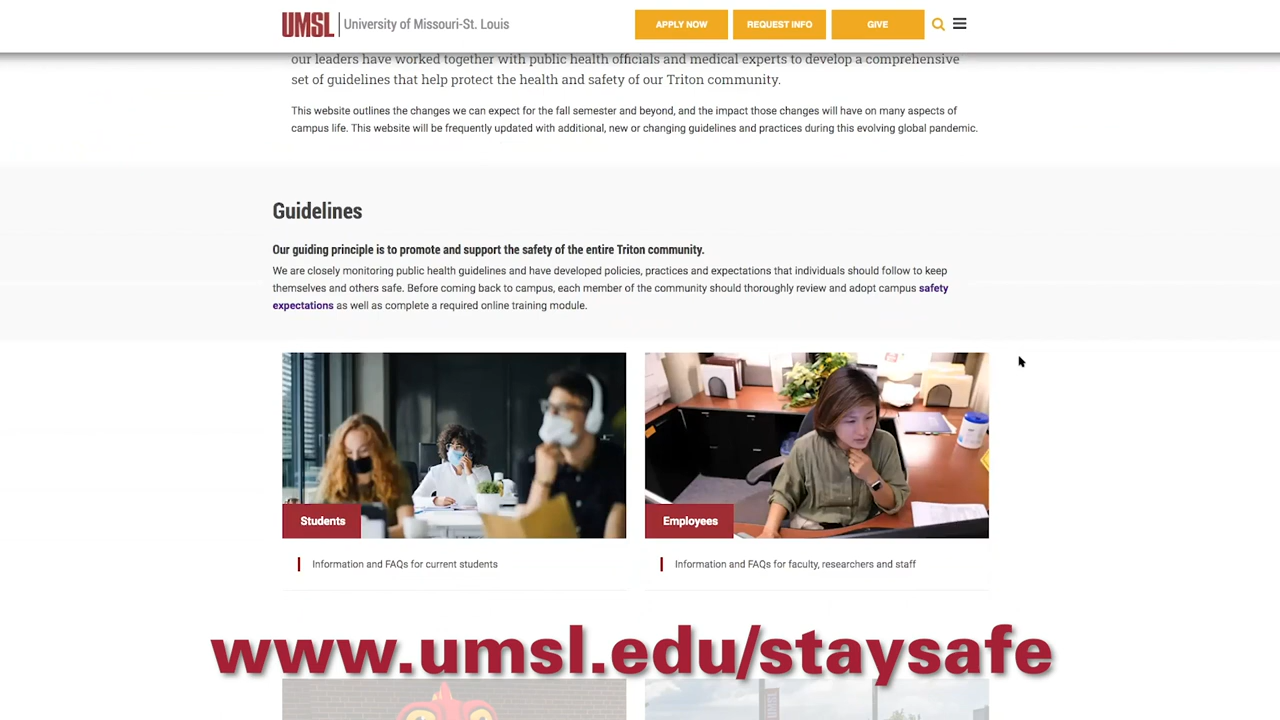 UMSL University of Missouri-St. Louis
APPLY NOW
REQUEST INFO
GIVE
our leaders have worked together with public health officials and medical experts to develop a comprehensive
set of guidelines that help protect the health and safety of our Triton community.
This website outlines the changes we can expect for the fall semester and beyond, and the impact those changes will have on many aspects of
campus life. This website will be frequently updated with additional, new or changing guidelines and practices during this evolving global pandemic.
Guidelines
Our guiding principle is to promote and support the safety of the entire Triton community.
We are closely monitoring public health guidelines and have developed policies, practices and expectations that individuals should follow to keep
themselves and others safe. Before coming back to campus, each member of the community should thoroughly review and adopt campus safety
expectations as well as complete a required online training module.
Students
Employees
Information and FAQs for current students
Information and FAQs for faculty, researchers and staff
www.umsl.edu/staysafe